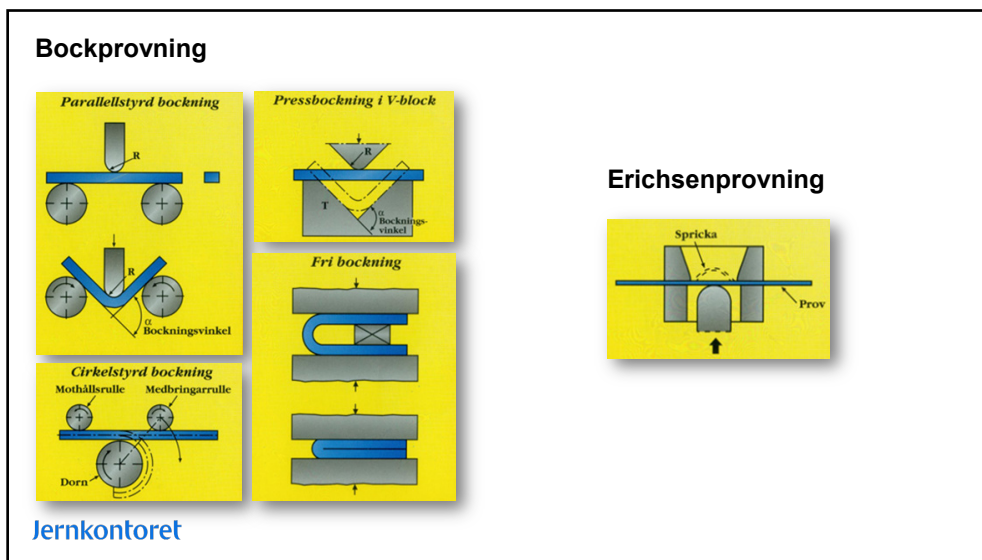 Bockprovning
Parallellstyrd bockning
R
R
α
Bockningsvinkel
Pressbockning i V-block
R
T
α
Bocknings-
vinkel
Fri bockning
Cirkelstyrd bockning
Mothållsrulle Medbringarrulle
Dorn
Erichsenprovning
Spricka
Prov
Jernkontoret